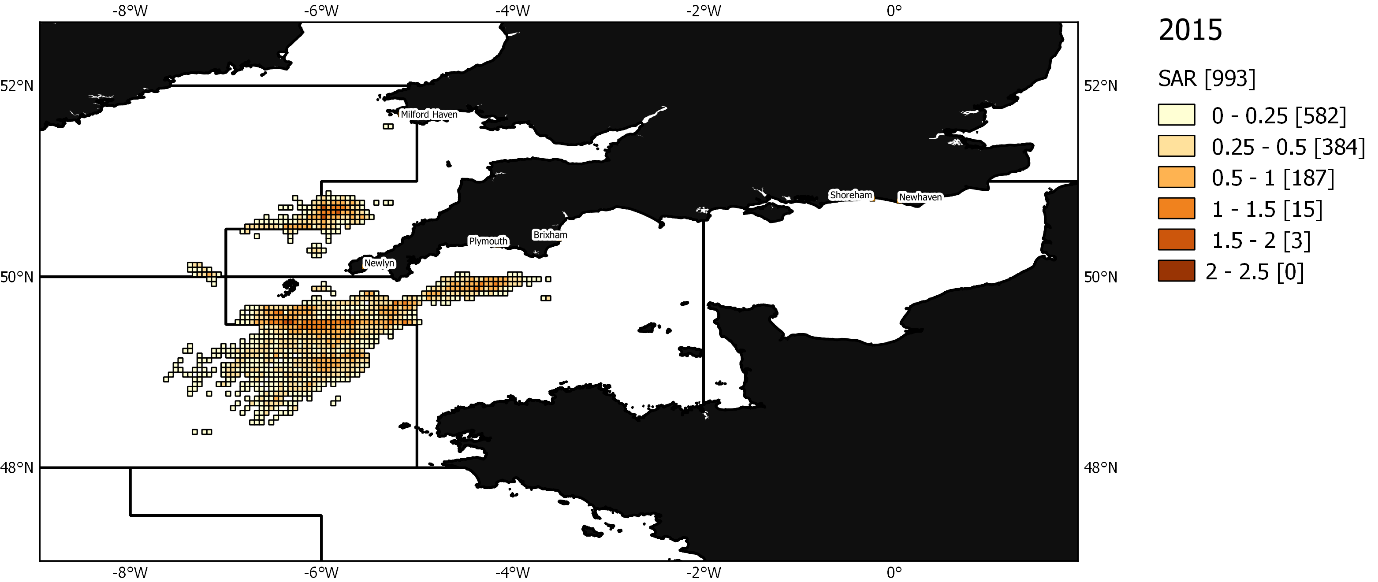 -8°W -6°W -4°W -2°W 0°
2015
52°N 52°N
SAR [993]
Milford Haven
0 - 0.25 [582]
0.25 - 0.5 [384]
0.5 - 1 [187]
Shoreham Newhaven
1 - 1.5 [15]
Plymouth Brixham
1.5 - 2 [3]
Newlyn
50°N 50°N
2 - 2.5 [0]
48°N 48°N
-8°W -6°W -4°W -2°W 0°